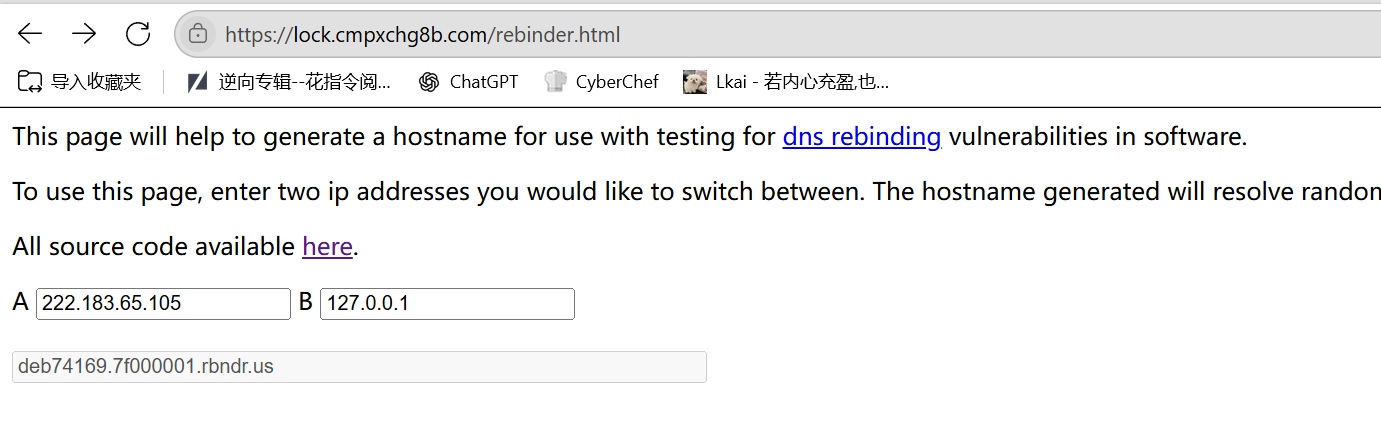 https://lock.cmpxchg8b.com/rebinder.html
导入收藏夹 逆向专辑--花指令阅... ChatGPT CyberChef Lkai - 若内心充盈,也...
This page will help to generate a hostname for use with testing for dns rebinding vulnerabilities in software.
To use this page, enter two ip addresses you would like to switch between. The hostname generated will resolve random
All source code available here.
A 222.183.65.105 B 127.0.0.1
deb74169.7f000001.rbndr.us